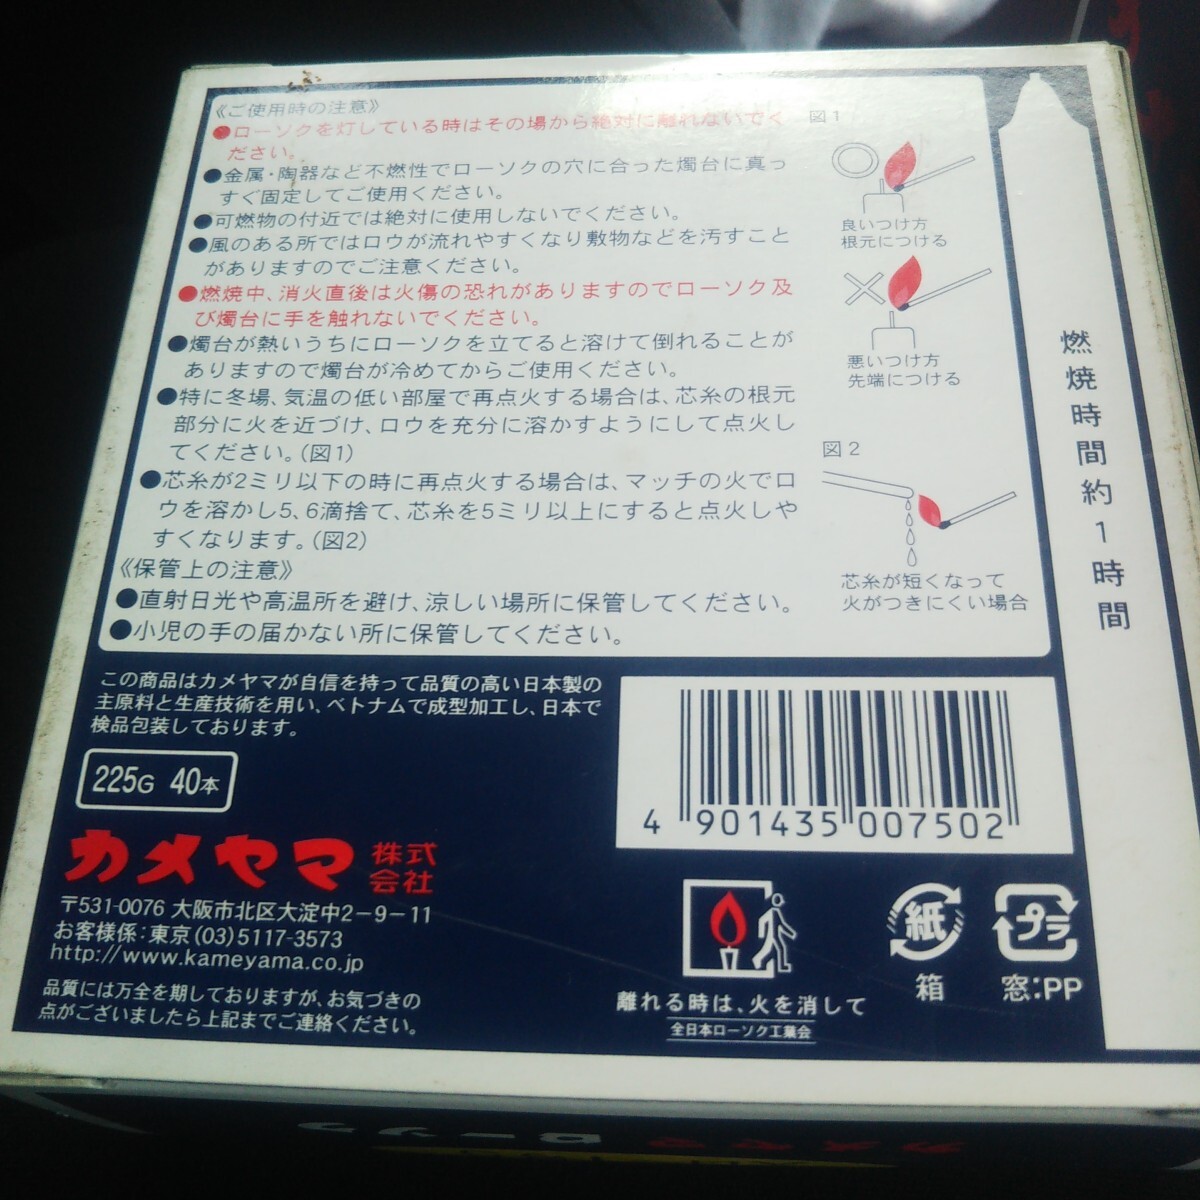 《ご使用時の注意》
●ローソクを灯している時はその場から絶対に離れないでく
ださい。
●金属・陶器など不燃性でローソクの穴に合った燭台に真っ
すぐ固定してご使用ください。
●可燃物の付近では絶対に使用しないでください。
●風のある所ではロウが流れやすくなり敷物などを汚すこと
がありますのでご注意ください。
●燃焼中、消火直後は火傷の恐れがありますのでローソク及
び燭台に手を触れないでください。
●燭台が熱いうちにローソクを立てると溶けて倒れることが
ありますので燭台が冷めてからご使用ください。
●特に冬場、気温の低い部屋で再点火する場合は、芯糸の根元
部分に火を近づけ、ロウを充分に溶かすようにして点火し
てください。(図1)
●芯糸が2ミリ以下の時に再点火する場合は、マッチの火でロ
ウを溶かし5、6滴捨て、芯糸を5ミリ以上にすると点火しや
すくなります。(図2)
《保管上の注意》
●直射日光や高温所を避け、涼しい場所に保管してください。
●小児の手の届かない所に保管してください。
図1
良いつけ方
根元につける
悪いつけ方
先端につける
図2
芯糸が短くなって
火がつきにくい場合
燃焼時間約1時間
この商品はカメヤマが自信を持って品質の高い日本製の
主原料と生産技術を用い、ベトナムで成型加工し、日本で
検品包装しております。
225G 40本
カメヤマ株式会社
〒531-0076 大阪市北区大淀中2-9-11
お客様係:東京(03)5117-3573
http://www.kameyama.co.jp
品質には万全を期しておりますが、お気づきの
点がございましたら上記までご連絡ください。
4 901435 007502
離れる時は、火を消して
全日本ローソク工業会
紙
箱
プラ
窓:PP